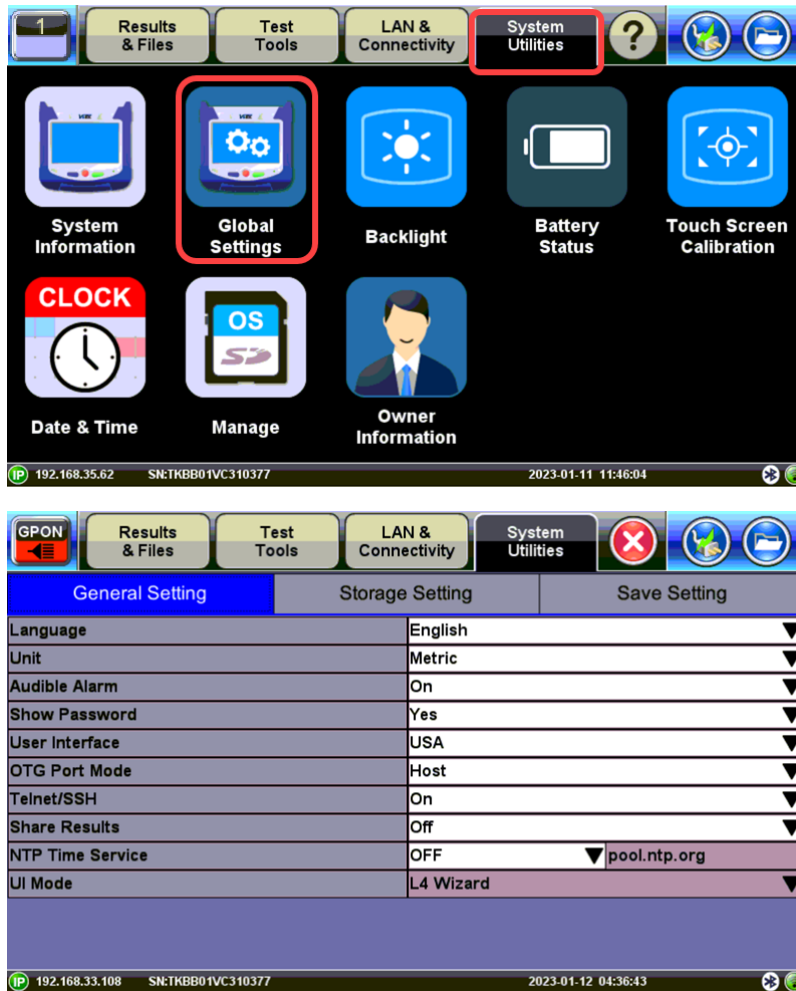 1
Results
& Files
Test
Tools
LAN &
Connectivity
System
Utilities
?
System
Information
Global
Settings
Backlight
Battery
Status
Touch Screen
Calibration
CLOCK
OS
SD
Date & Time
Manage
Owner
Information
IP 192.168.35.62 SN:TKBB01VC310377 2023-01-11 11:46:04
GPON
Results
& Files
Test
Tools
LAN &
Connectivity
System
Utilities
General Setting Storage Setting Save Setting
Language English
Unit Metric
Audible Alarm On
Show Password Yes
User Interface USA
OTG Port Mode Host
Telnet/SSH On
Share Results Off
NTP Time Service OFF pool.ntp.org
UI Mode L4 Wizard
IP 192.168.33.108 SN:TKBB01VC310377 2023-01-12 04:36:43